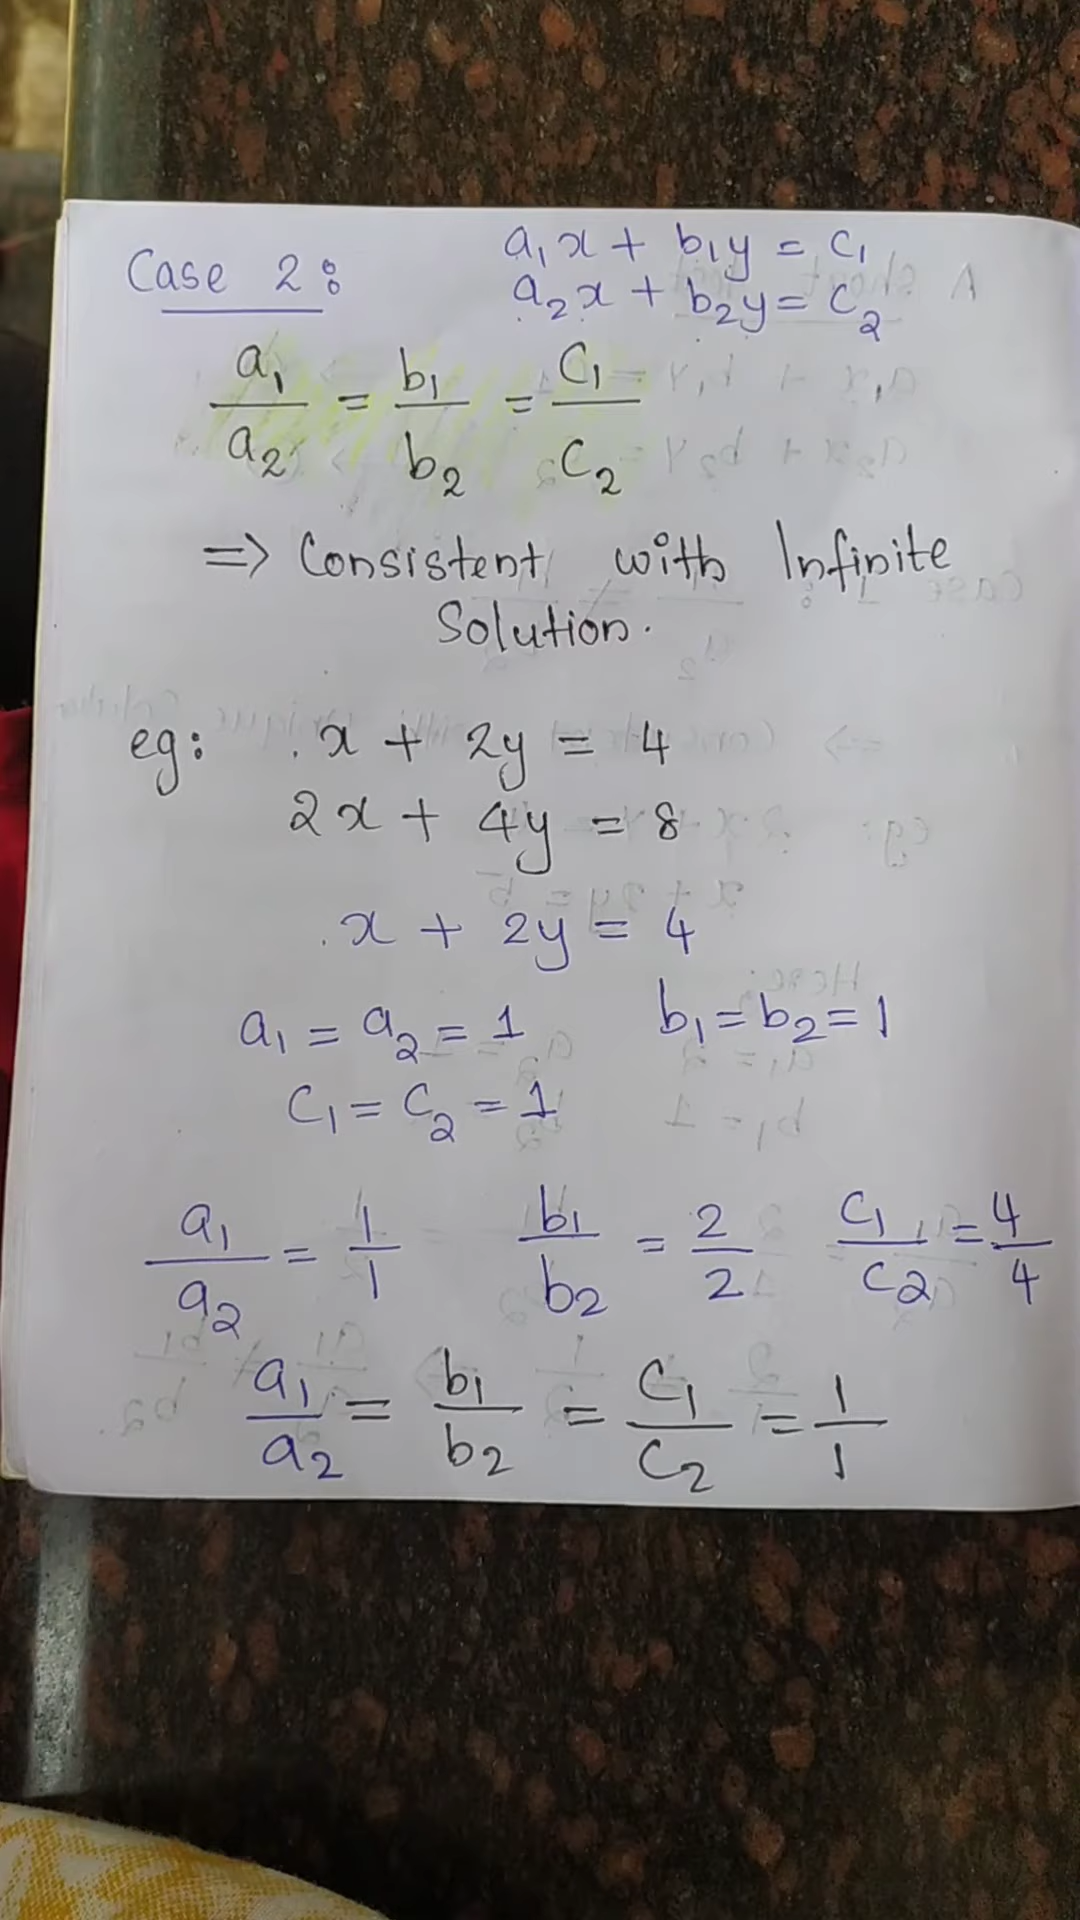 Case 2:
a₁x + b₁y = c₁
a₂x + b₂y = c₂
a₁/a₂ = b₁/b₂ = c₁/c₂
=> Consistent with Infinite
Solution.
eg: x + 2y = 4
2x + 4y = 8
x + 2y = 4
a₁ = a₂ = 1 b₁ = b₂ = 1
c₁ = c₂ = 1
a₁/a₂ = 1/1 b₁/b₂ = 2/2 c₁/c₂ = 4/4
a₁/a₂ = b₁/b₂ = c₁/c₂ = 1/1